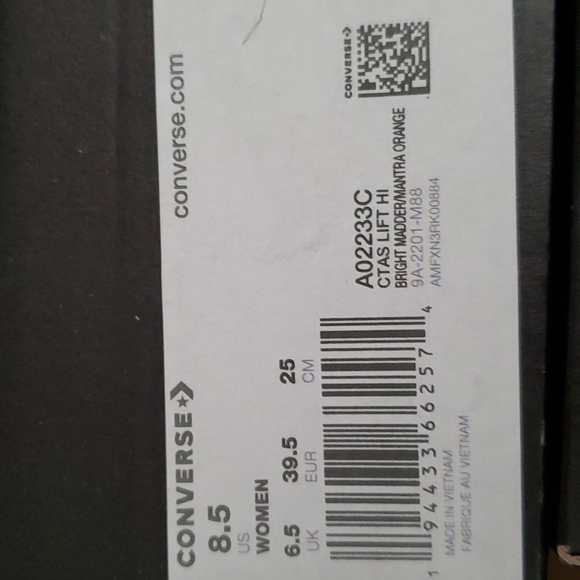 CONVERSE
converse.com
8.5
US
WOMEN
6.5 39.5 25
UK EUR CM
CONVERSE
A02233C
CTAS LIFT HI
BRIGHT MADDER/MANTRA ORANGE
9A-2201-M88
AMFXN3RK00884
1 94433 66257 4
MADE IN VIETNAM
FABRIQUE AU VIETNAM